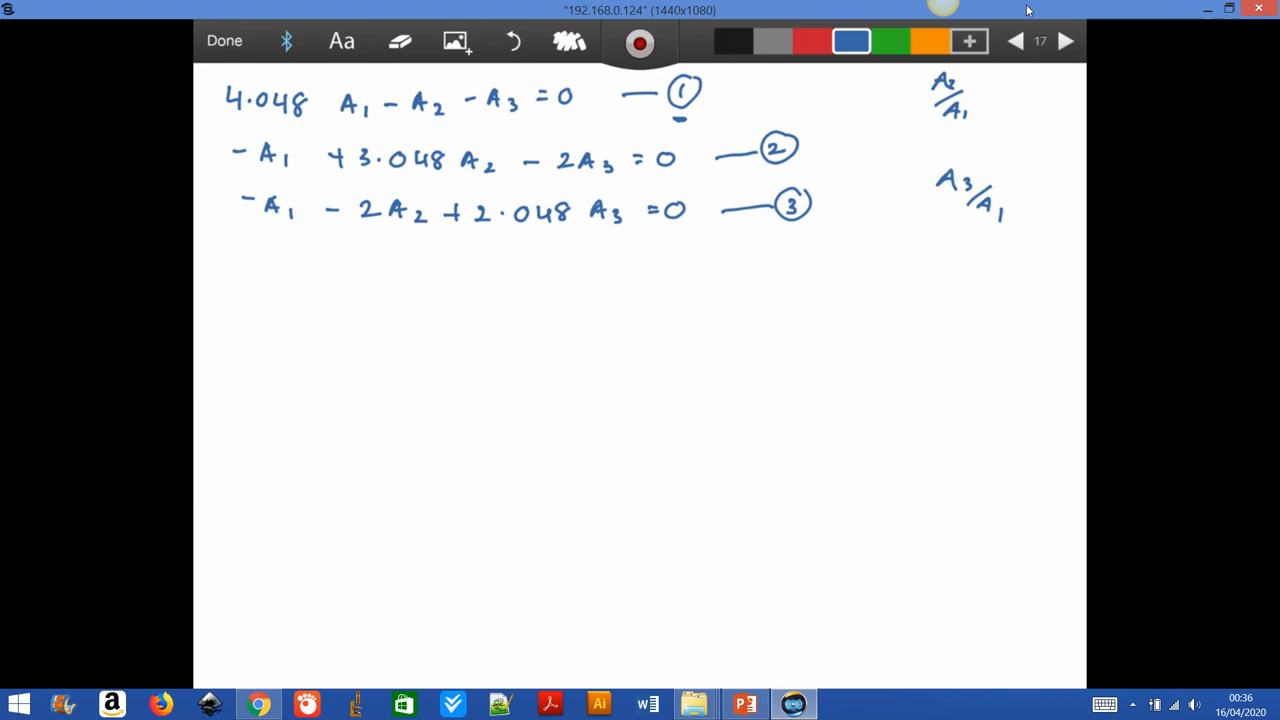 "192.168.0.124" (1440x1080)
Done Aa 17
4.048 A₁ - A₂ - A₃ = 0 — ①
A₂/A₁
- A₁ + 3.048 A₂ - 2A₃ = 0 — ②
A₃/A₁
- A₁ - 2A₂ + 2.048 A₃ = 0 — ③
00:36
16/04/2020